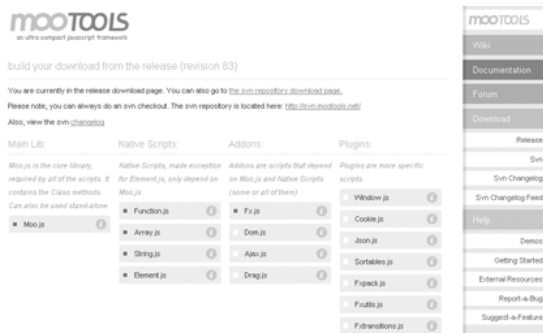 mooTOOLS
an ultra compact javascript framework
build your download from the release (revision 83)
You are currently in the release download page. You can also go to the svn repository download page.
Please note, you can always do an svn checkout. The svn repository is located here: http://svn.mootools.net/
Also, view the svn changelog
Main Lib:
Moo.js is the core library,
required by all of the scripts. It
contains the Class methods.
Can also be used stand-alone.
Moo.js
Native Scripts:
Native Scripts, made exception
for Element.js, only depend on
Moo.js
Function.js
Array.js
String.js
Element.js
Addons:
Addons are scripts that depend
on Moo.js and Native Scripts
(some or all of them)
Fx.js
Dom.js
Ajax.js
Drag.js
Plugins:
Plugins are more specific
scripts.
Window.js
Cookie.js
Json.js
Sortables.js
Fxpack.js
Fxutils.js
Fxtransitions.js
mooTOOLS
Wiki
Documentation
Forum
Download
Release
Svn
Svn Changelog
Svn Changelog Feed
Help
Demos
Getting Started
External Resources
Report-a-Bug
Suggest-a-Feature